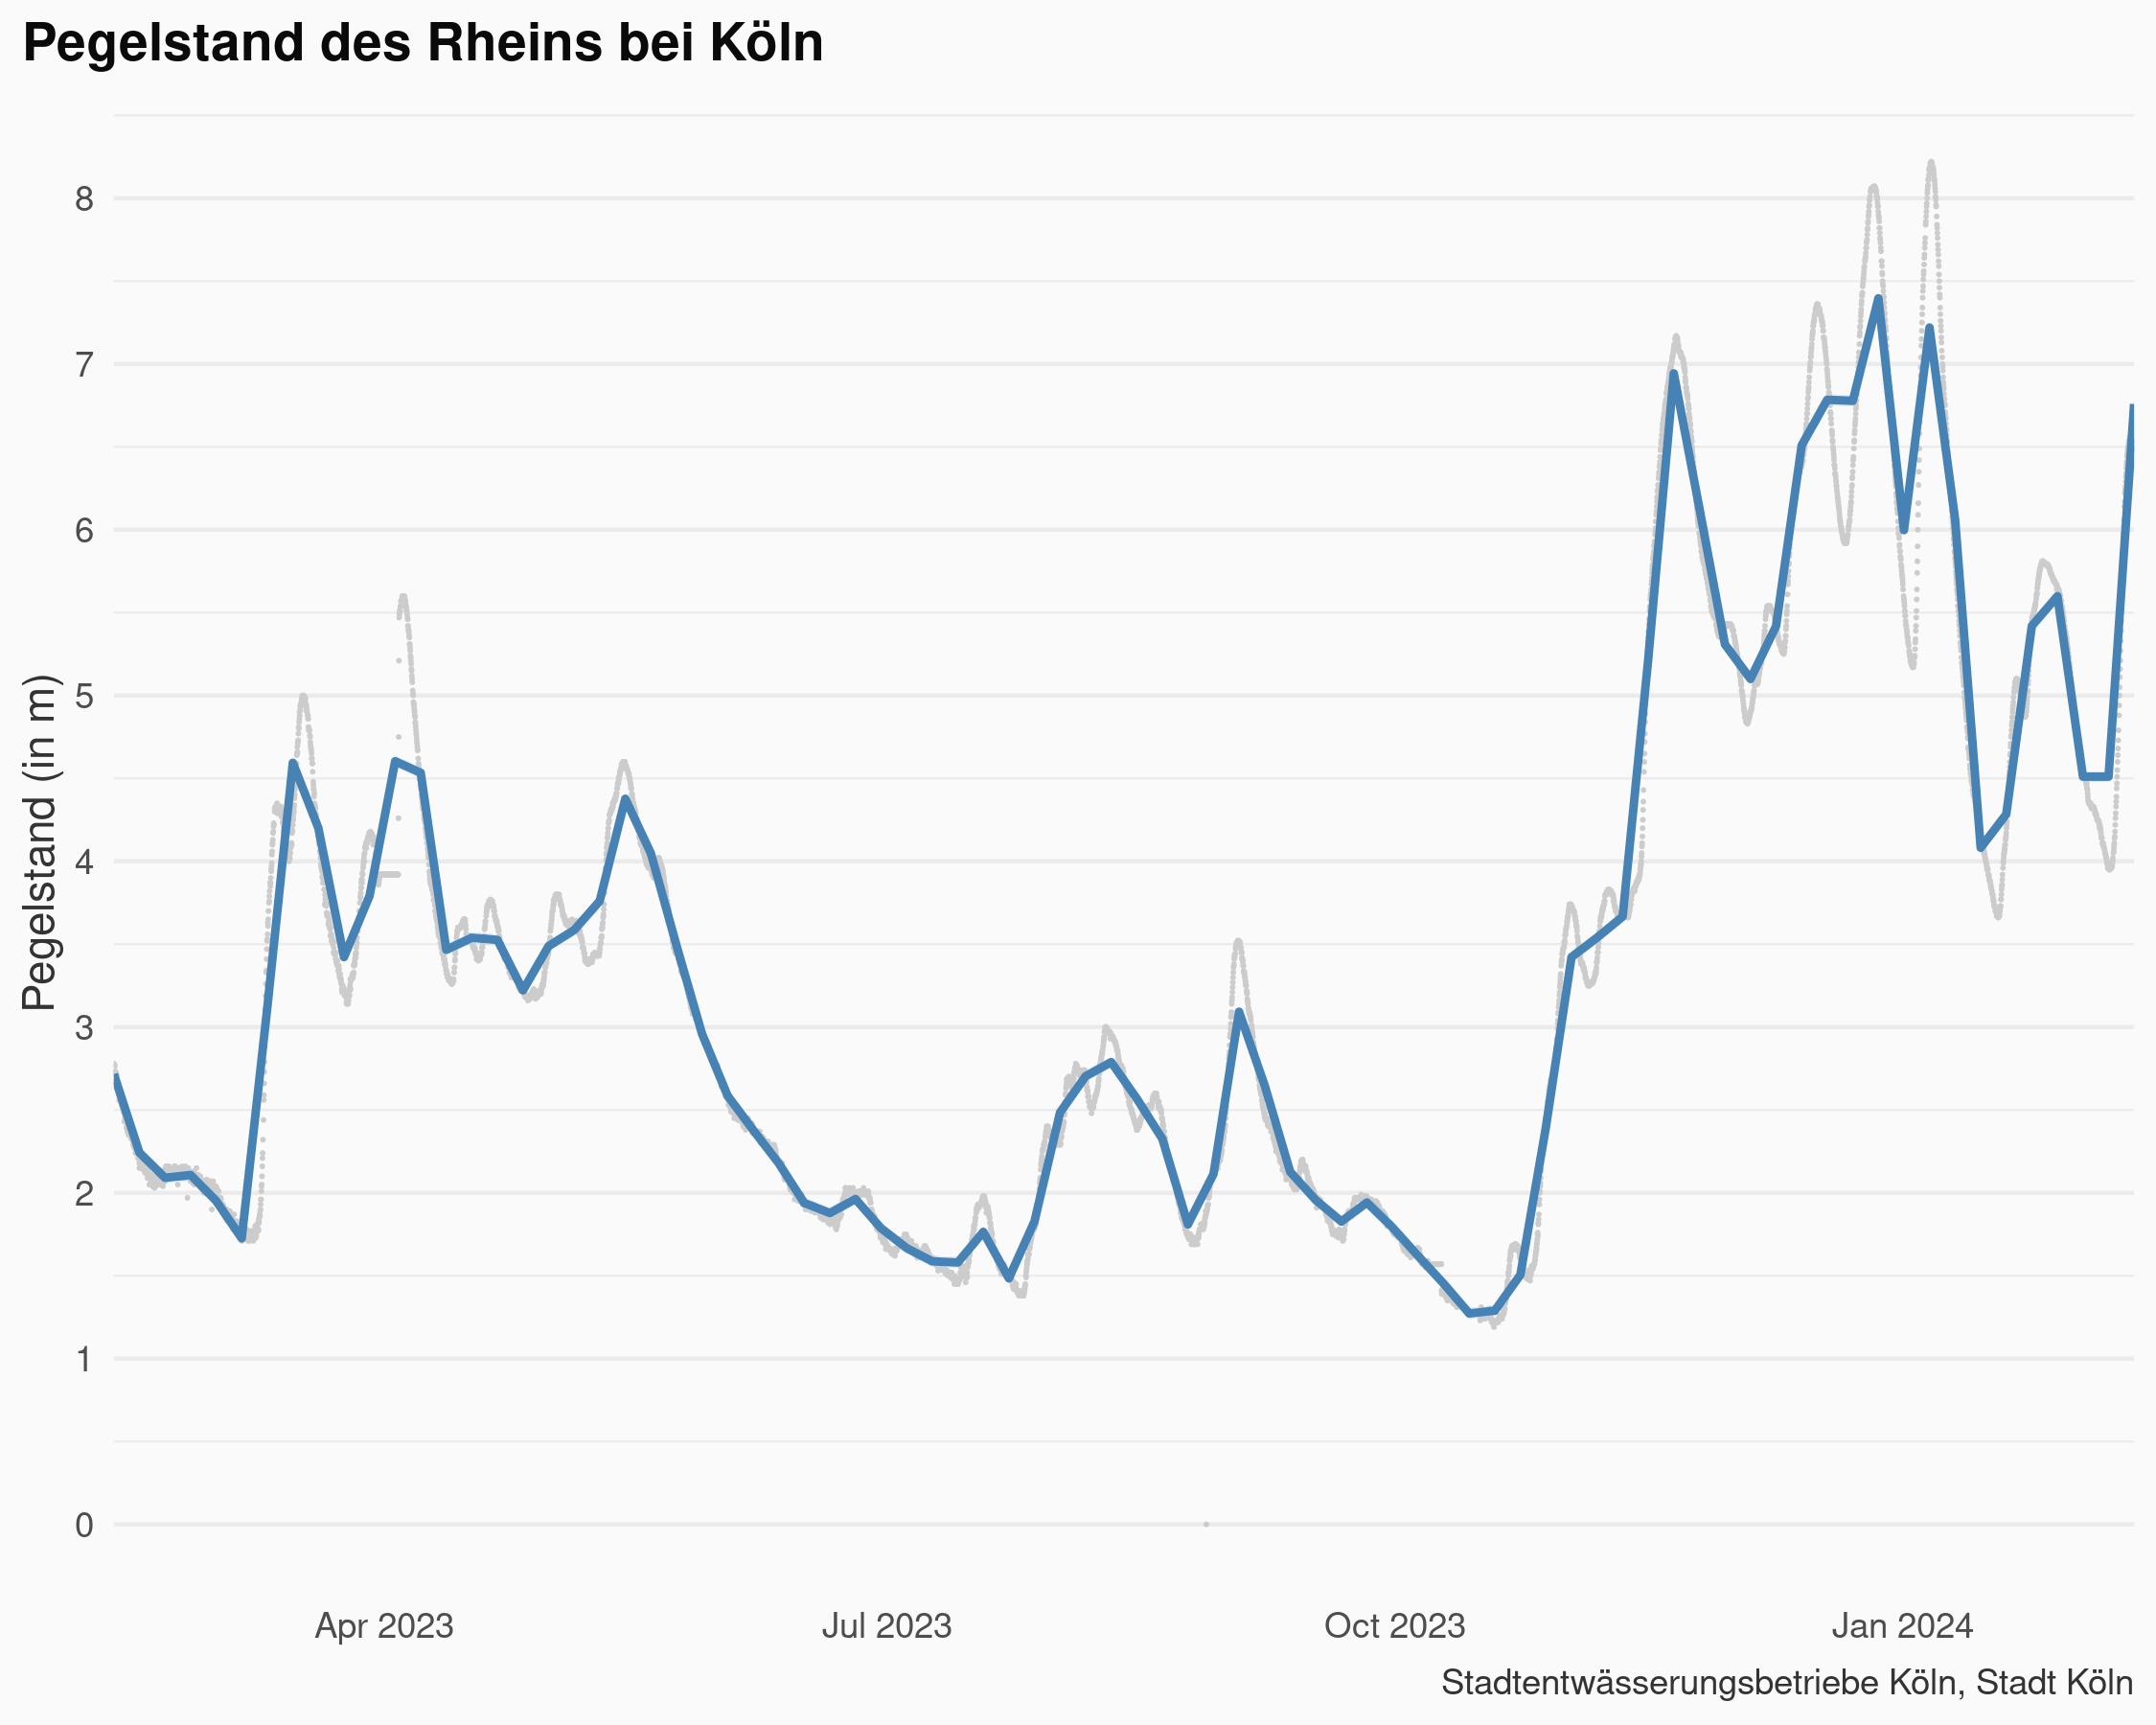 Pegelstand des Rheins bei Köln
Pegelstand (in m)
8
7
6
5
4
3
2
1
0
Apr 2023
Jul 2023
Oct 2023
Jan 2024
Stadtentwässerungsbetriebe Köln, Stadt Köln